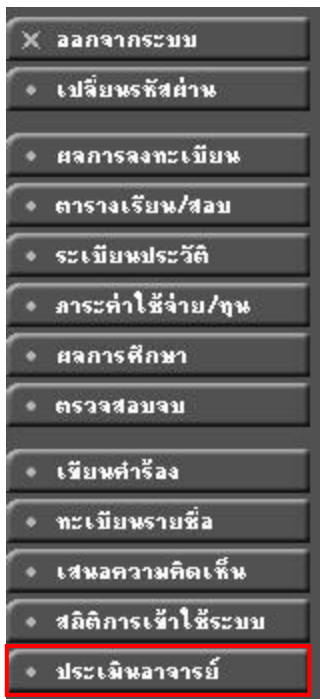 ออกจากระบบ
เปลี่ยนรหัสผ่าน
ผลการลงทะเบียน
ตารางเรียน/สอบ
ระเบียนประวัติ
ภาระค่าใช้จ่าย/ทุน
ผลการศึกษา
ตรวจสอบจบ
เขียนคำร้อง
ทะเบียนรายชื่อ
เสนอความคิดเห็น
สถิติการเข้าใช้ระบบ
ประเมินอาจารย์